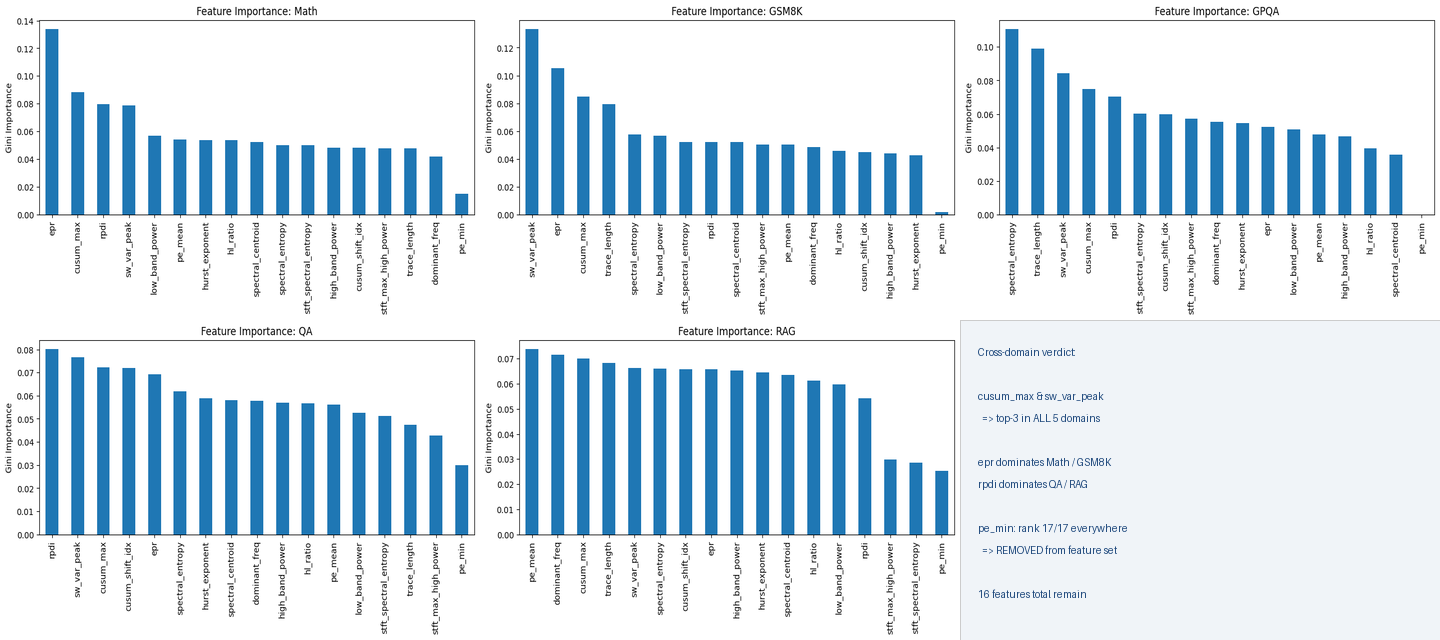 Feature Importance: Math
Gini Importance
0.14
0.12
0.10
0.08
0.06
0.04
0.02
0.00
epr
cusum_max
rpdi
sw_var_peak
low_band_power
pe_mean
hurst_exponent
hl_ratio
spectral_centroid
spectral_entropy
stft_spectral_entropy
high_band_power
cusum_shift_idx
stft_max_high_power
trace_length
dominant_freq
pe_min
Feature Importance: GSM8K
Gini Importance
0.12
0.10
0.08
0.06
0.04
0.02
0.00
sw_var_peak
epr
cusum_max
trace_length
spectral_entropy
low_band_power
stft_spectral_entropy
rpdi
spectral_centroid
stft_max_high_power
pe_mean
dominant_freq
hl_ratio
cusum_shift_idx
high_band_power
hurst_exponent
pe_min
Feature Importance: GPQA
Gini Importance
0.10
0.08
0.06
0.04
0.02
0.00
spectral_entropy
trace_length
sw_var_peak
cusum_max
rpdi
stft_spectral_entropy
cusum_shift_idx
stft_max_high_power
dominant_freq
hurst_exponent
epr
low_band_power
pe_mean
high_band_power
hl_ratio
spectral_centroid
pe_min
Feature Importance: QA
Gini Importance
0.08
0.07
0.06
0.05
0.04
0.03
0.02
0.01
0.00
rpdi
sw_var_peak
cusum_max
cusum_shift_idx
epr
spectral_entropy
hurst_exponent
spectral_centroid
dominant_freq
high_band_power
hl_ratio
pe_mean
low_band_power
stft_spectral_entropy
trace_length
stft_max_high_power
pe_min
Feature Importance: RAG
Gini Importance
0.07
0.06
0.05
0.04
0.03
0.02
0.01
0.00
pe_mean
dominant_freq
cusum_max
trace_length
sw_var_peak
spectral_entropy
cusum_shift_idx
epr
high_band_power
hurst_exponent
spectral_centroid
hl_ratio
low_band_power
rpdi
stft_max_high_power
stft_spectral_entropy
pe_min
Cross-domain verdict:
cusum_max & sw_var_peak
=> top-3 in ALL 5 domains
epr dominates Math / GSM8K
rpdi dominates QA / RAG
pe_min: rank 17/17 everywhere
=> REMOVED from feature set
16 features total remain